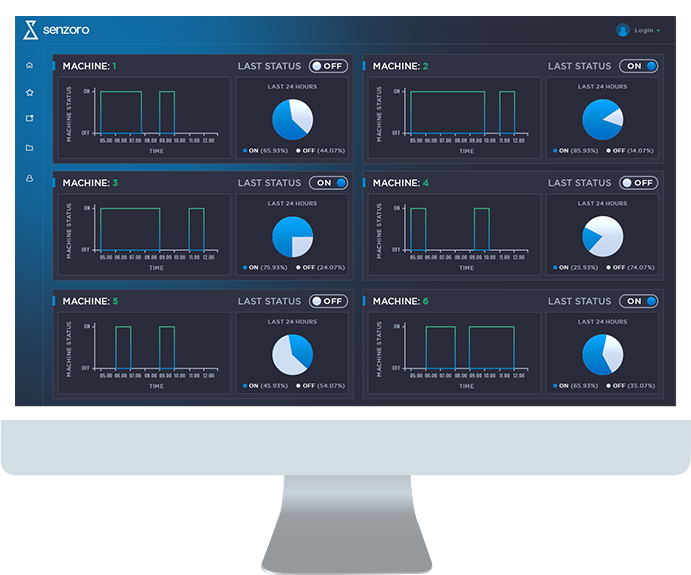 senzoro
Login
MACHINE: 1
LAST STATUS OFF
MACHINE STATUS
ON
OFF
05.00 06.00 07.00 08.00 09.00 10.00 11.00 12.00
TIME
LAST 24 HOURS
ON (65.93%) OFF (44.07%)
MACHINE: 2
LAST STATUS ON
MACHINE STATUS
ON
OFF
05.00 06.00 07.00 08.00 09.00 10.00 11.00 12.00
TIME
LAST 24 HOURS
ON (85.93%) OFF (14.07%)
MACHINE: 3
LAST STATUS ON
MACHINE STATUS
ON
OFF
05.00 06.00 07.00 08.00 09.00 10.00 11.00 12.00
TIME
LAST 24 HOURS
ON (75.93%) OFF (24.07%)
MACHINE: 4
LAST STATUS OFF
MACHINE STATUS
ON
OFF
05.00 06.00 07.00 08.00 09.00 10.00 11.00 12.00
TIME
LAST 24 HOURS
ON (25.93%) OFF (74.07%)
MACHINE: 5
LAST STATUS OFF
MACHINE STATUS
ON
OFF
05.00 06.00 07.00 08.00 09.00 10.00 11.00 12.00
TIME
LAST 24 HOURS
ON (45.93%) OFF (54.07%)
MACHINE: 6
LAST STATUS ON
MACHINE STATUS
ON
OFF
05.00 06.00 07.00 08.00 09.00 10.00 11.00 12.00
TIME
LAST 24 HOURS
ON (65.93%) OFF (35.07%)